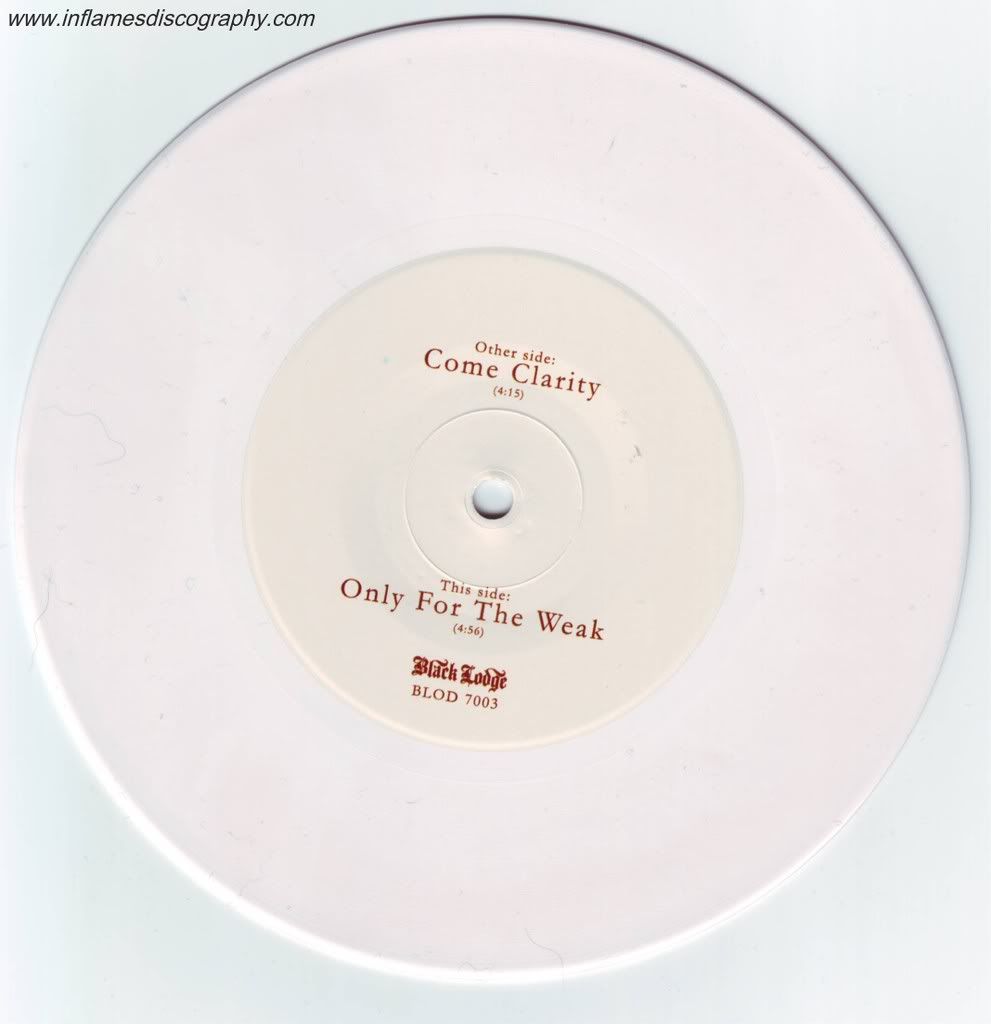 www.inflamesdiscography.com
Other side:
Come Clarity
(4:15)
This side:
Only For The Weak
(4:56)
Black Lodge
BLOD 7003